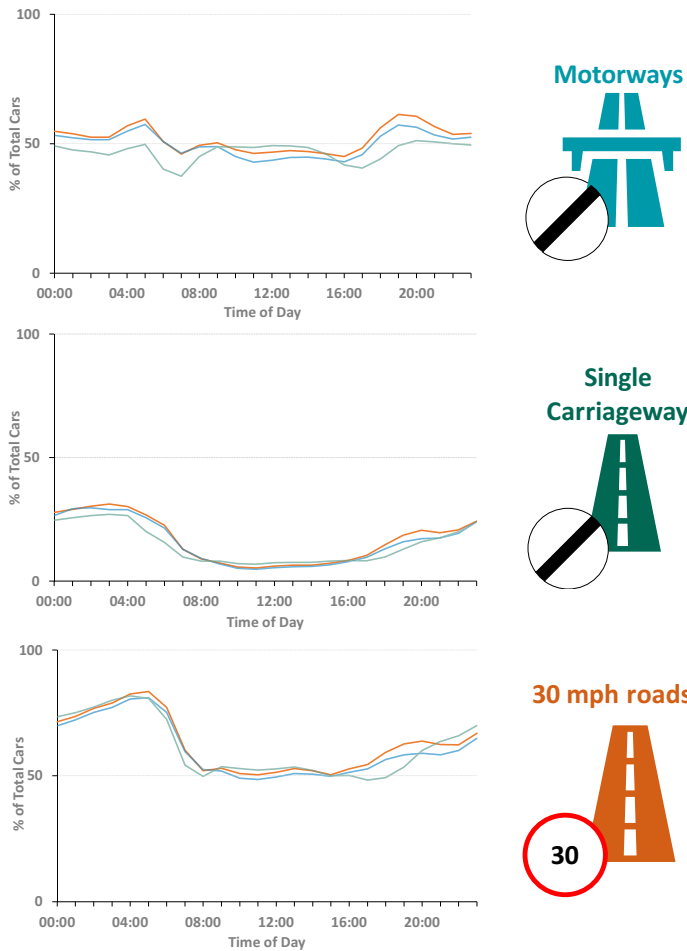 100
50
0
% of Total Cars
00:00 04:00 08:00 12:00 16:00 20:00
Time of Day
Motorways
100
50
0
% of Total Cars
00:00 04:00 08:00 12:00 16:00 20:00
Time of Day
Single
Carriageway
100
50
0
% of Total Cars
00:00 04:00 08:00 12:00 16:00 20:00
Time of Day
30 mph roads
30